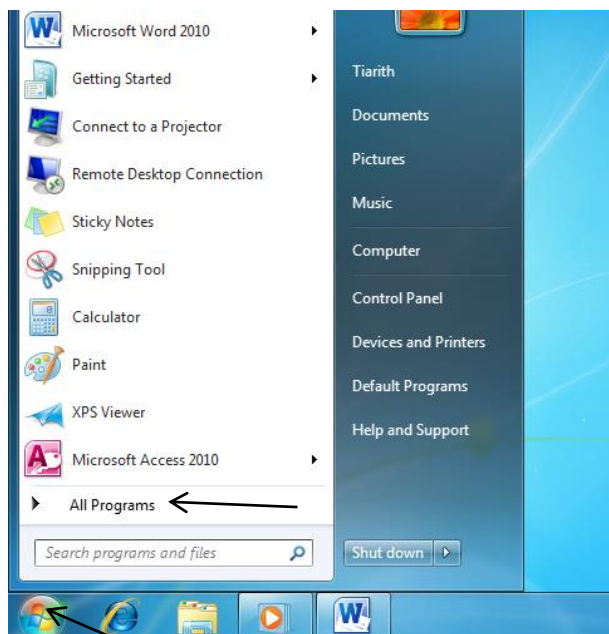 Microsoft Word 2010
Getting Started
Connect to a Projector
Remote Desktop Connection
Sticky Notes
Snipping Tool
Calculator
Paint
XPS Viewer
Microsoft Access 2010
All Programs
Search programs and files
Tiarith
Documents
Pictures
Music
Computer
Control Panel
Devices and Printers
Default Programs
Help and Support
Shut down